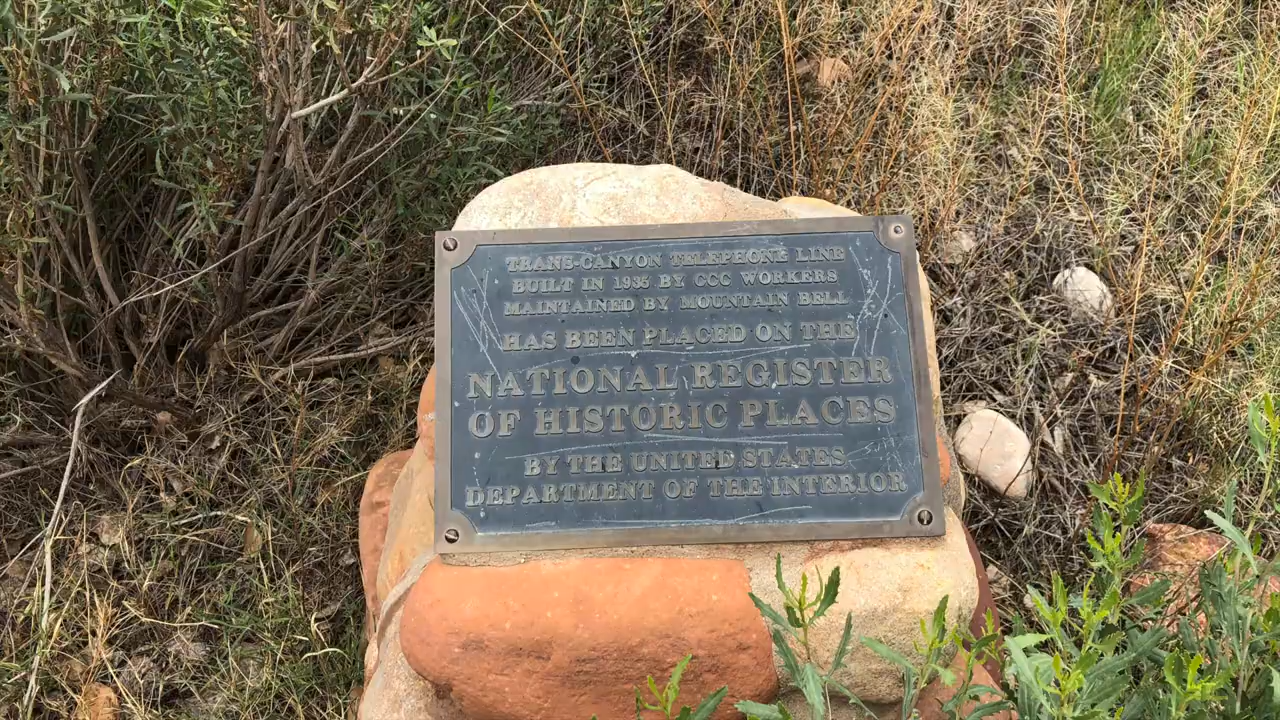 TRANS-CANYON TELEPHONE LINE
BUILT IN 1935 BY CCC WORKERS
MAINTAINED BY MOUNTAIN BELL
HAS BEEN PLACED ON THE
NATIONAL REGISTER
OF HISTORIC PLACES
BY THE UNITED STATES
DEPARTMENT OF THE INTERIOR